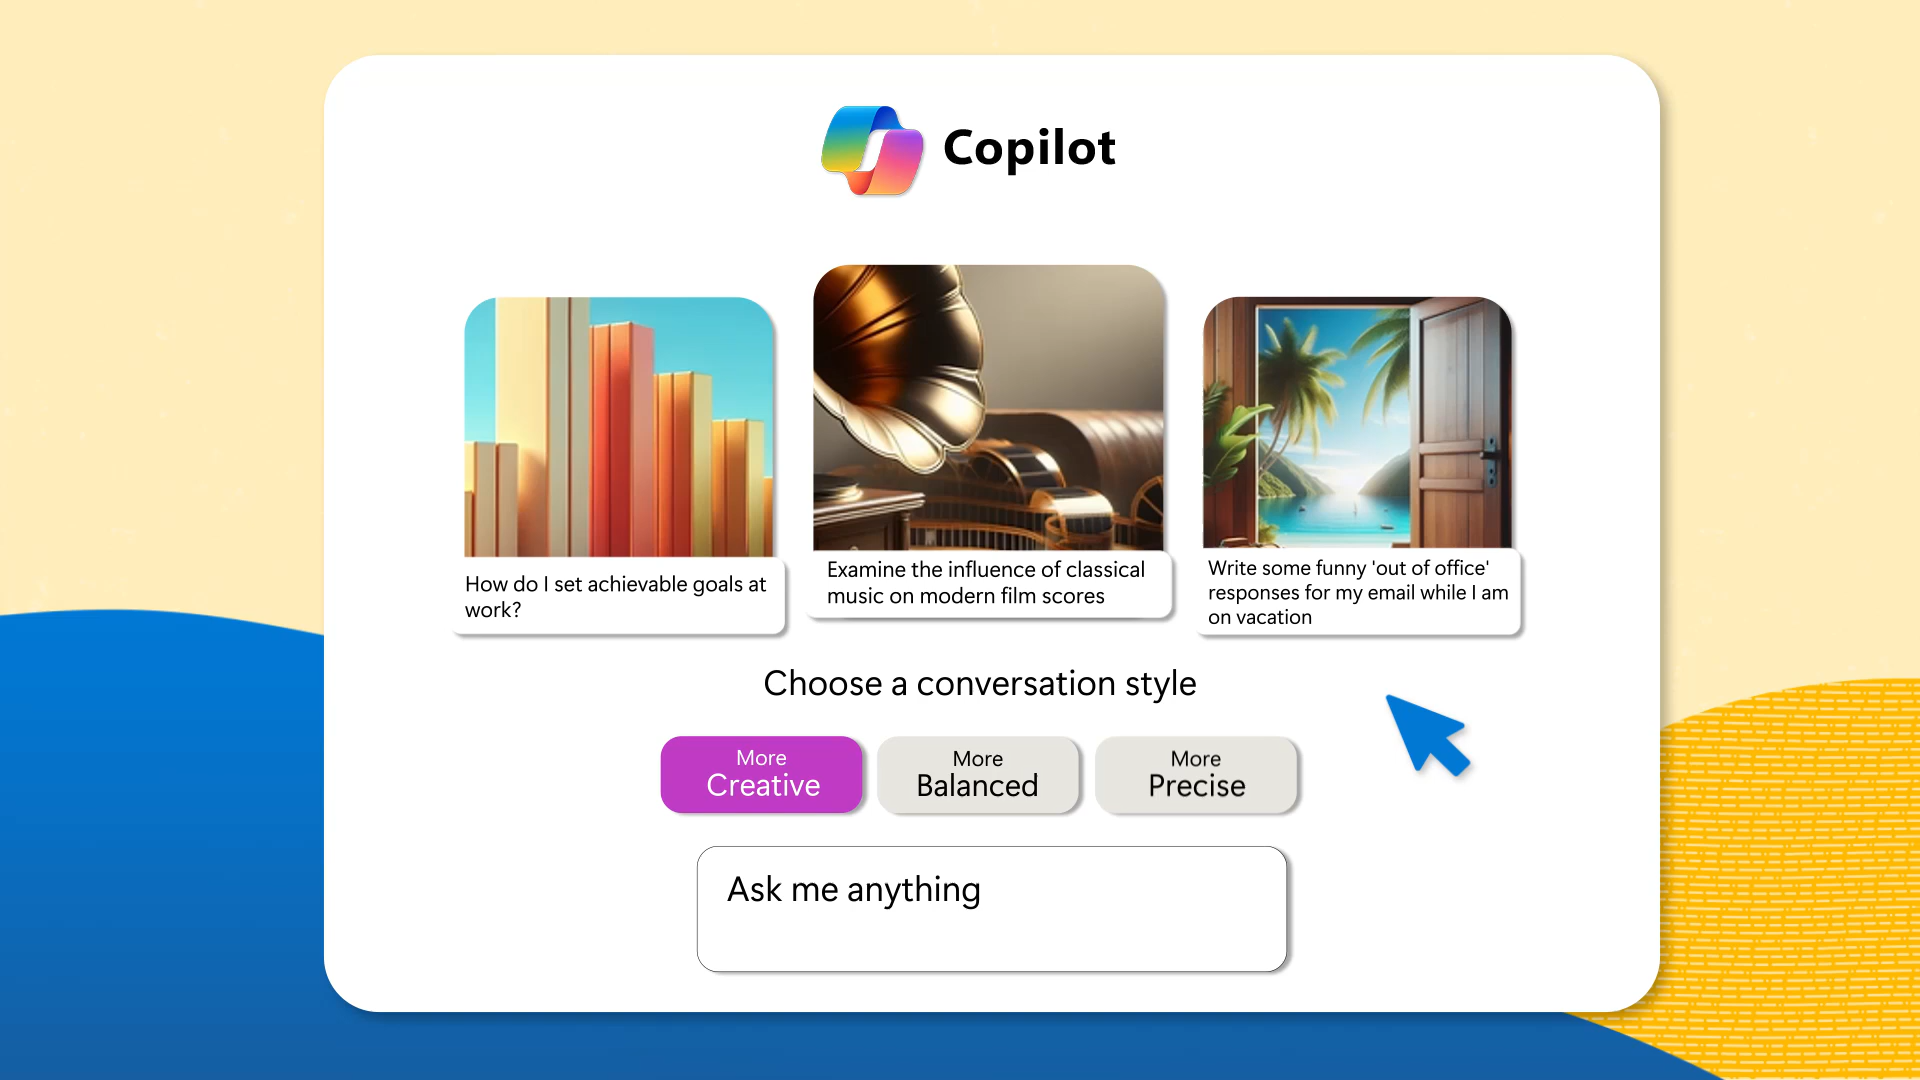 Copilot
How do I set achievable goals at
work?
Examine the influence of classical
music on modern film scores
Write some funny 'out of office'
responses for my email while I am
on vacation
Choose a conversation style
More
Creative
More
Balanced
More
Precise
Ask me anything